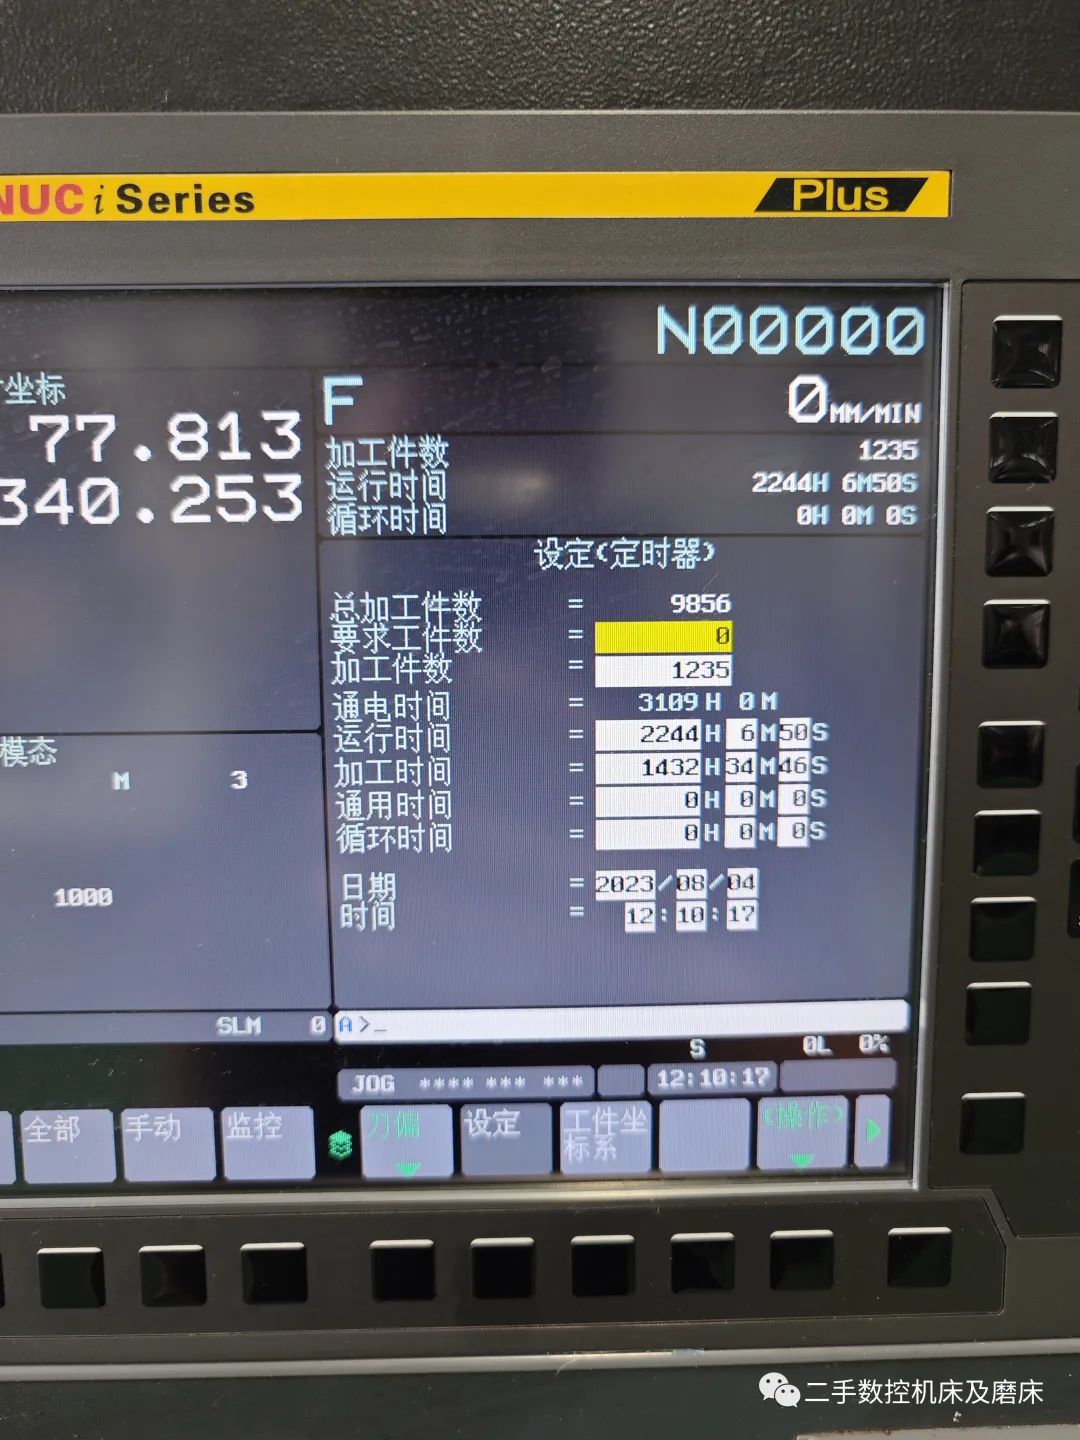 NUC i Series Plus
N00000
坐标
77.813
340.253
F 0 MM/MIN
加工件数 1235
运行时间 2244H 6M50S
循环时间 0H 0M 0S
设定(定时器)
总加工件数 = 9856
要求工件数 = 0
加工件数 = 1235
通电时间 = 3109 H 0 M
运行时间 = 2244 H 6 M 50 S
加工时间 = 1432 H 34 M 46 S
通用时间 = 0 H 0 M 0 S
循环时间 = 0 H 0 M 0 S
日期 = 2023/08/04
时间 = 12:10:17
模态
M 3
1000
SLM 0
A>_
S 0L 0%
JOG **** *** *** 12:10:17
全部 手动 监控 刀偏 设定 工件坐标系 (操作)
二手数控机床及磨床